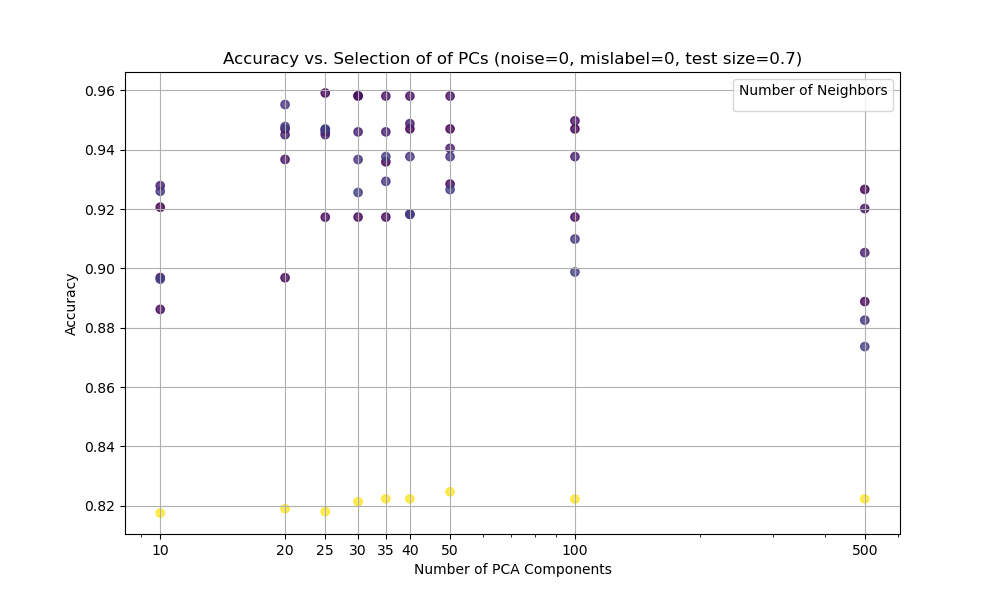 Accuracy vs. Selection of of PCs (noise=0, mislabel=0, test size=0.7)
Number of Neighbors
0.96
0.94
0.92
0.90
0.88
0.86
0.84
0.82
Accuracy
10 20 25 30 35 40 50 100 500
Number of PCA Components